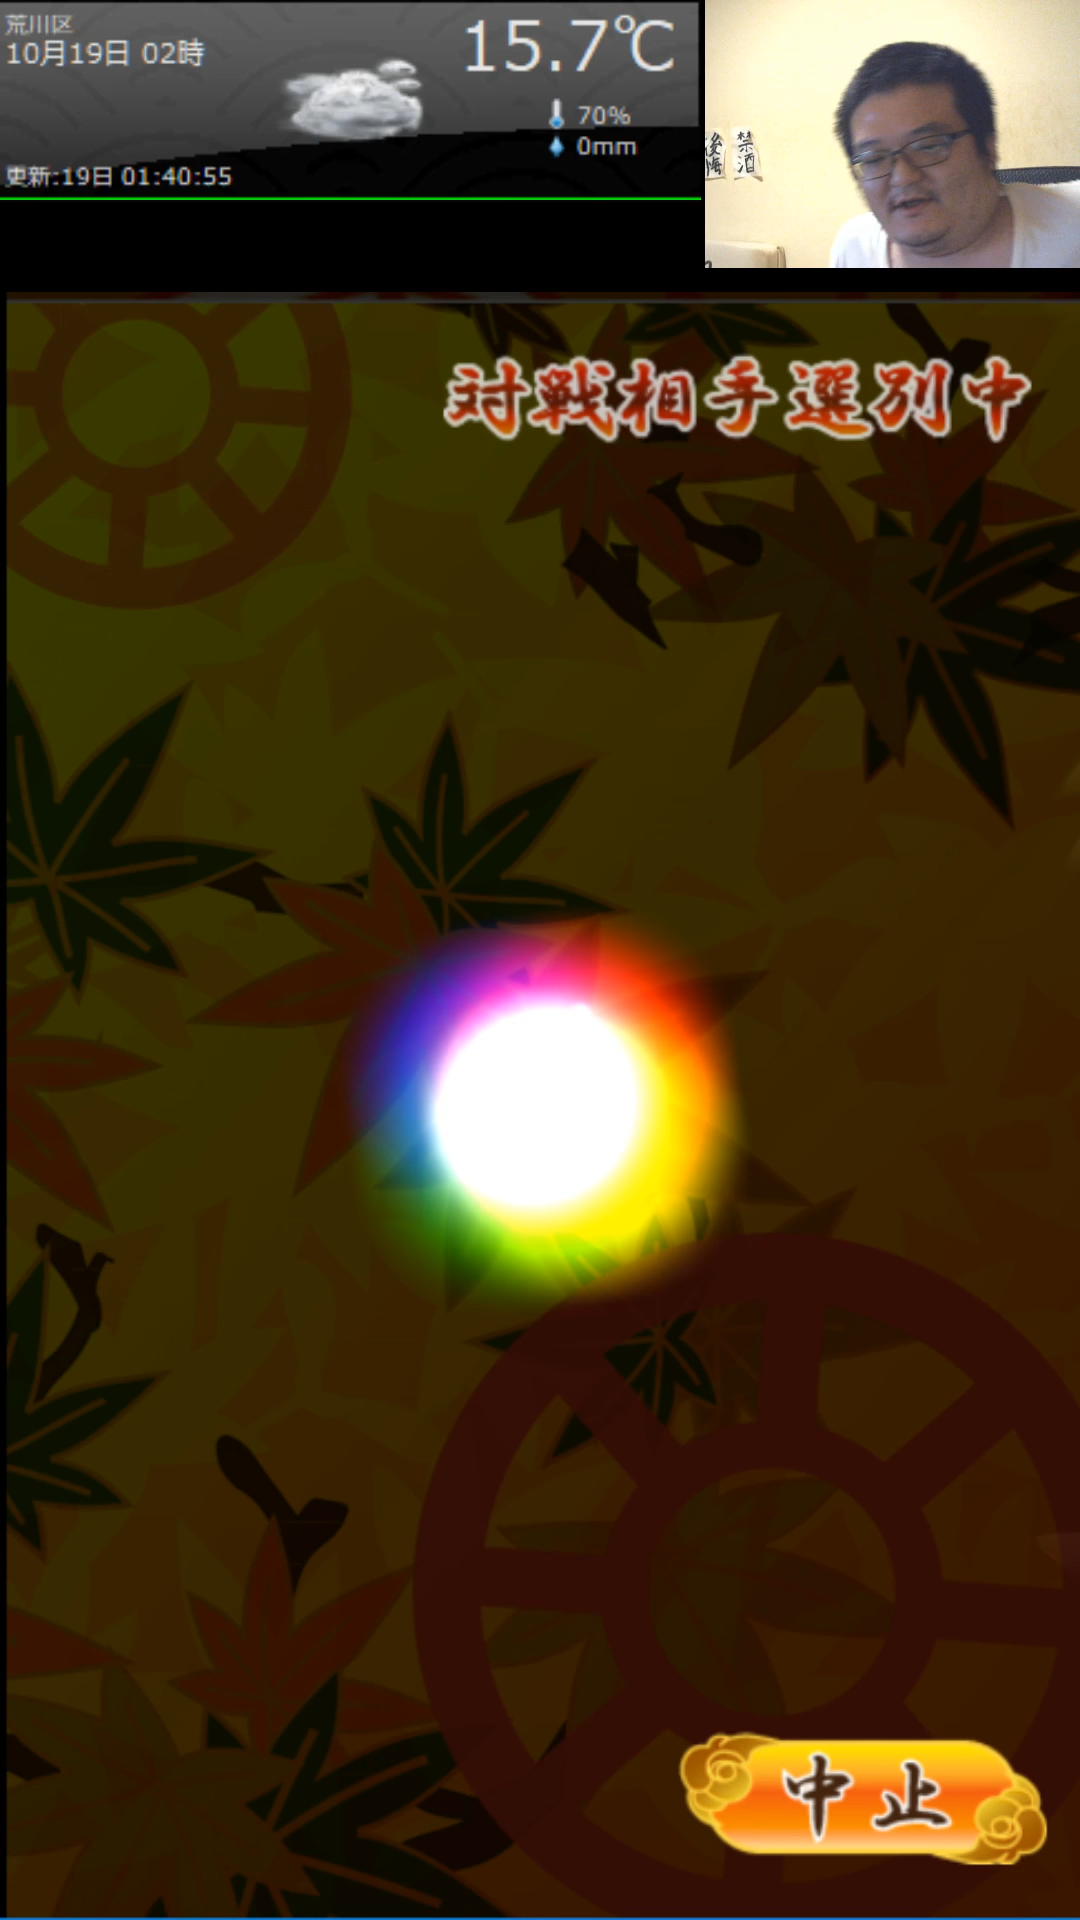 荒川区
10月19日 02時
15.7℃
70%
0mm
更新:19日 01:40:55
後悔
禁酒
対戦相手選別中
中止